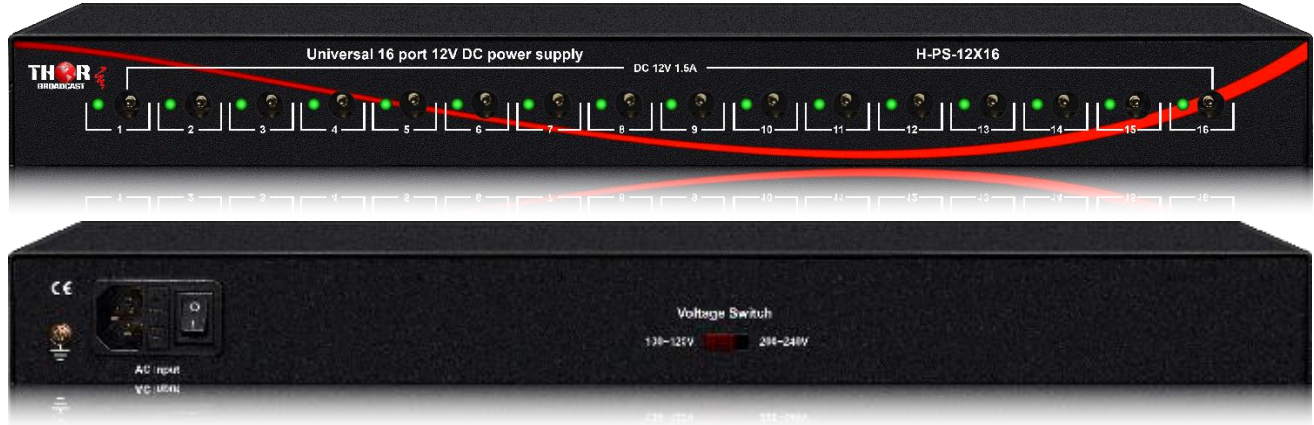 Universal 16 port 12V DC power supply
H-PS-12X16
THOR
BROADCAST
DC 12V 1.5A
1 2 3 4 5 6 7 8 9 10 11 12 13 14 15 16
CE
O
I
Voltage Switch
100~120V
200~240V
AC Input